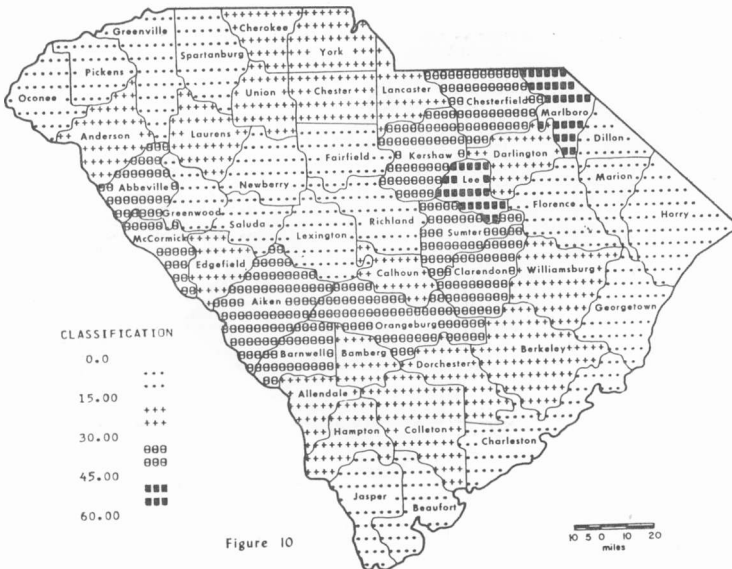 Greenville
Cherokee
York
Spartanburg
Pickens
Oconee
Union
Chester
Lancaster
Chesterfield
Marlboro
Anderson
Laurens
Dillon
Fairfield
Kershaw
Darlington
Marion
Abbeville
Newberry
Lee
Greenwood
Florence
Horry
Saluda
Richland
Sumter
McCormick
Lexington
Edgefield
Calhoun
Clarendon
Williamsburg
Aiken
Georgetown
Orangeburg
Barnwell
Bamberg
Berkeley
Dorchester
Allendale
Hampton
Colleton
Charleston
Jasper
Beaufort
CLASSIFICATION
0.0
15.00
30.00
45.00
60.00
Figure 10
10 5 0 10 20
miles